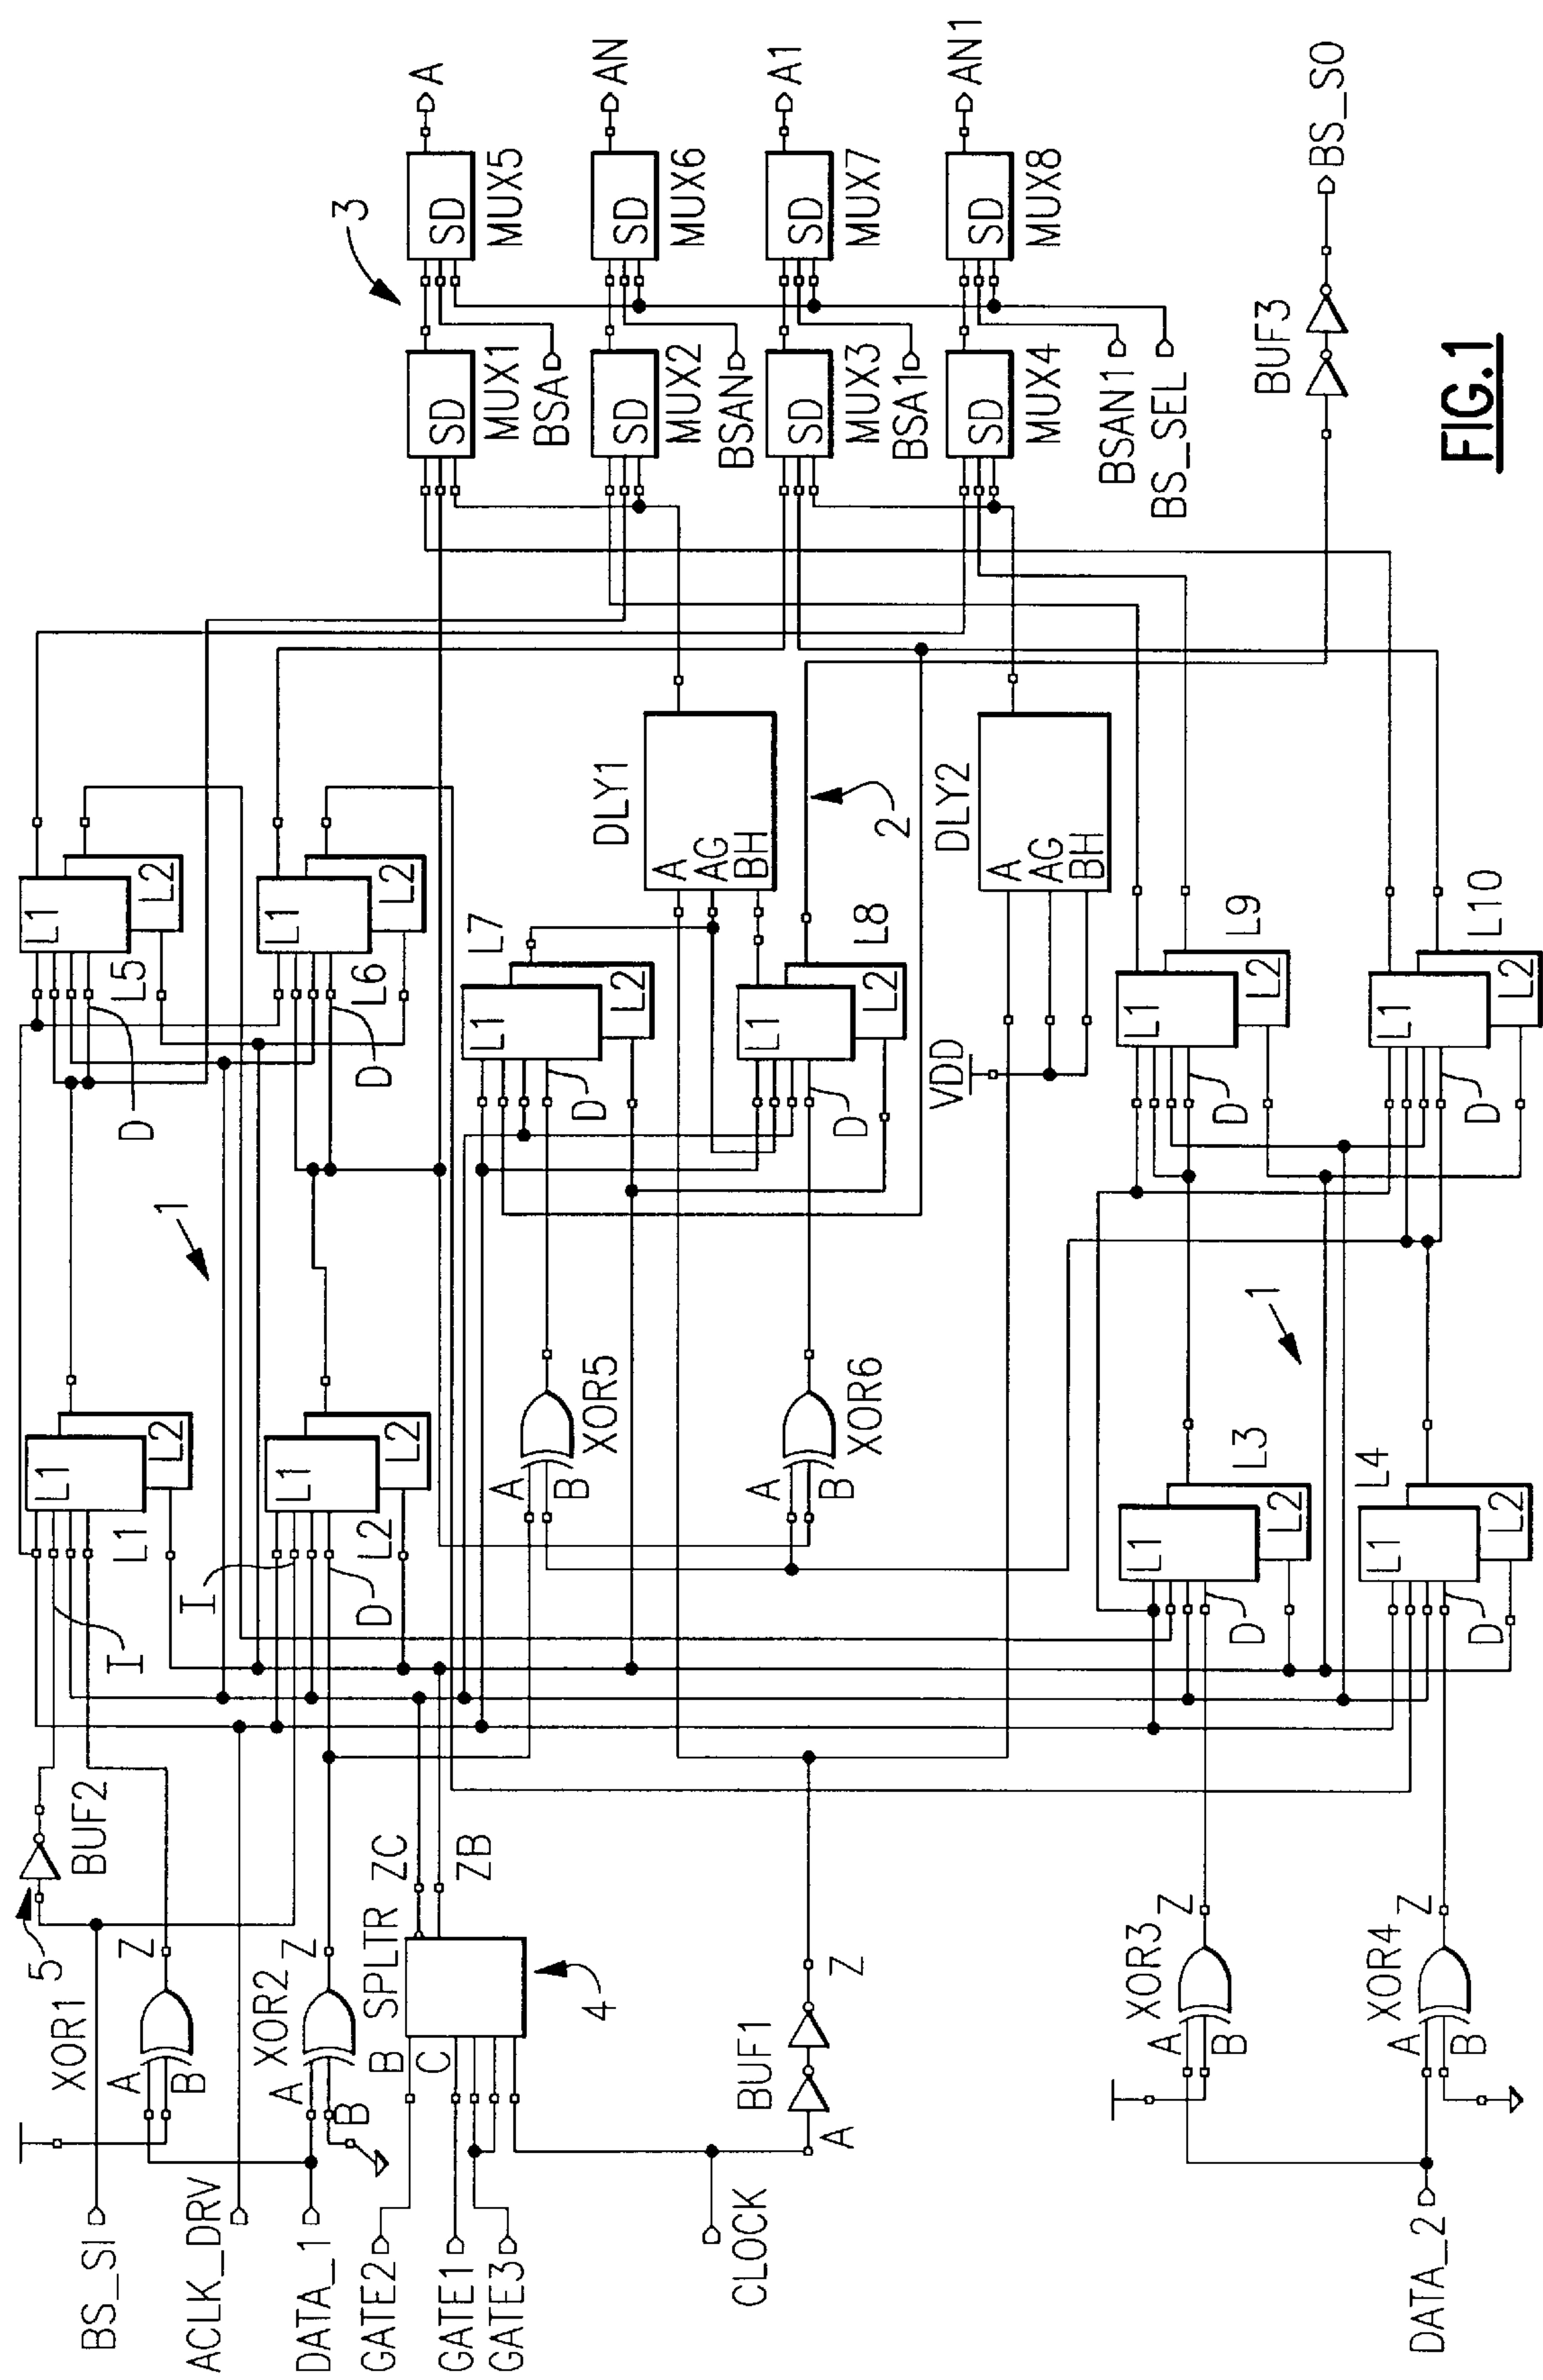 BS_SI
ACLK_DRV
DATA_1
GATE2
GATE1
GATE3
CLOCK
DATA_2
XOR1
A
B
Z
5
BUF2
XOR2
A
B
Z
SPLTR
B
C
ZC
ZB
4
BUF1
A
Z
XOR3
A
B
Z
XOR4
A
B
Z
I
L1
L2
L1
I
L1
L2
L2
D
1
XOR5
A
B
XOR6
A
B
L1
L2
L3
D
L1
L2
L4
D
1
L1
L2
L5
D
L1
L2
L6
D
L7
L1
L2
D
L8
L1
L2
D
VDD
L1
L2
L9
D
L1
L2
L10
D
DLY1
A
AG
BH
2
DLY2
A
AG
BH
3
SD
MUX1
BSA
SD
MUX2
BSAN
SD
MUX3
BSA1
SD
MUX4
BSAN1
BS_SEL
BUF3
SD
MUX5
SD
MUX6
SD
MUX7
SD
MUX8
A
AN
A1
AN1
BS_SO
FIG.1